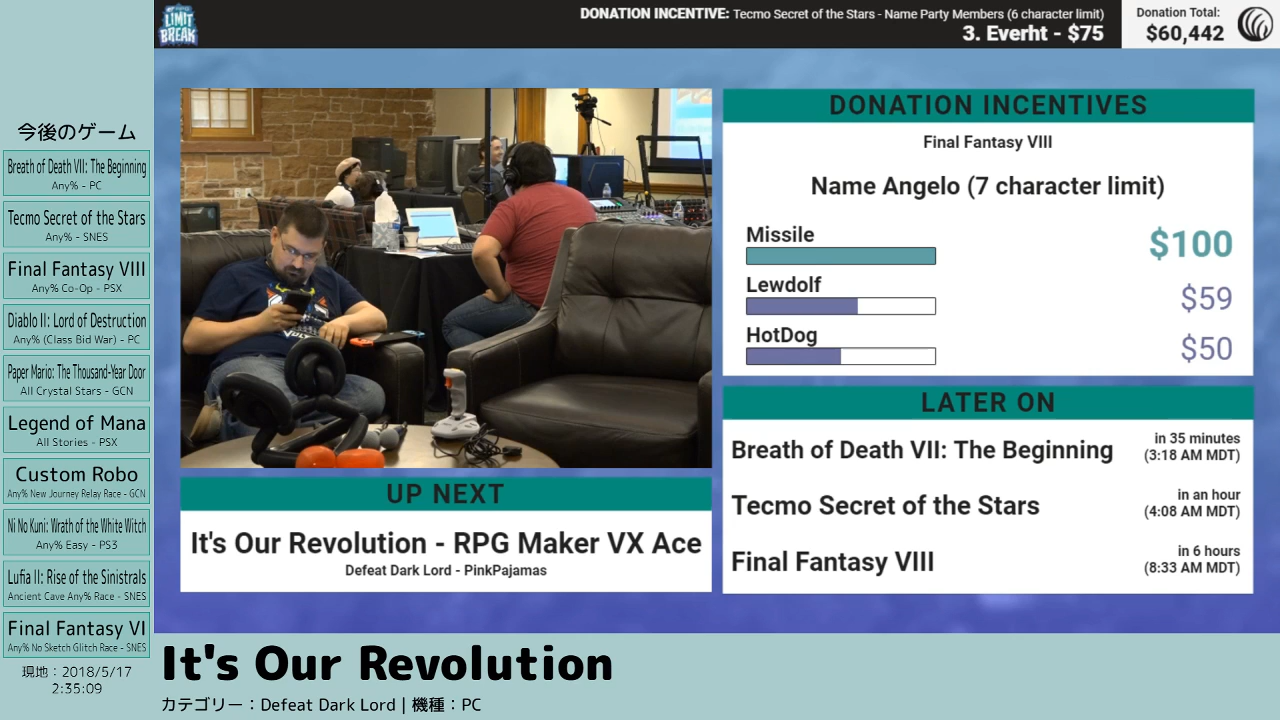 LIMIT BREAK
DONATION INCENTIVE: Tecmo Secret of the Stars - Name Party Members (6 character limit)
3. Everht - $75
Donation Total:
$60,442
今後のゲーム
Breath of Death VII: The Beginning
Any% - PC
Tecmo Secret of the Stars
Any% - SNES
Final Fantasy VIII
Any% Co-Op - PSX
Diablo II: Lord of Destruction
Any% (Class Bid War) - PC
Paper Mario: The Thousand-Year Door
All Crystal Stars - GCN
Legend of Mana
All Stories - PSX
Custom Robo
Any% New Journey Relay Race - GCN
Ni No Kuni: Wrath of the White Witch
Any% Easy - PS3
Lufia II: Rise of the Sinistrals
Ancient Cave Any% Race - SNES
Final Fantasy VI
Any% No Sketch Glitch Race - SNES
現地：2018/5/17
2:35:09
DONATION INCENTIVES
Final Fantasy VIII
Name Angelo (7 character limit)
Missile
$100
Lewdolf
$59
HotDog
$50
UP NEXT
It's Our Revolution - RPG Maker VX Ace
Defeat Dark Lord - PinkPajamas
LATER ON
Breath of Death VII: The Beginning
in 35 minutes
(3:18 AM MDT)
Tecmo Secret of the Stars
in an hour
(4:08 AM MDT)
Final Fantasy VIII
in 6 hours
(8:33 AM MDT)
It's Our Revolution
カテゴリー：Defeat Dark Lord | 機種：PC